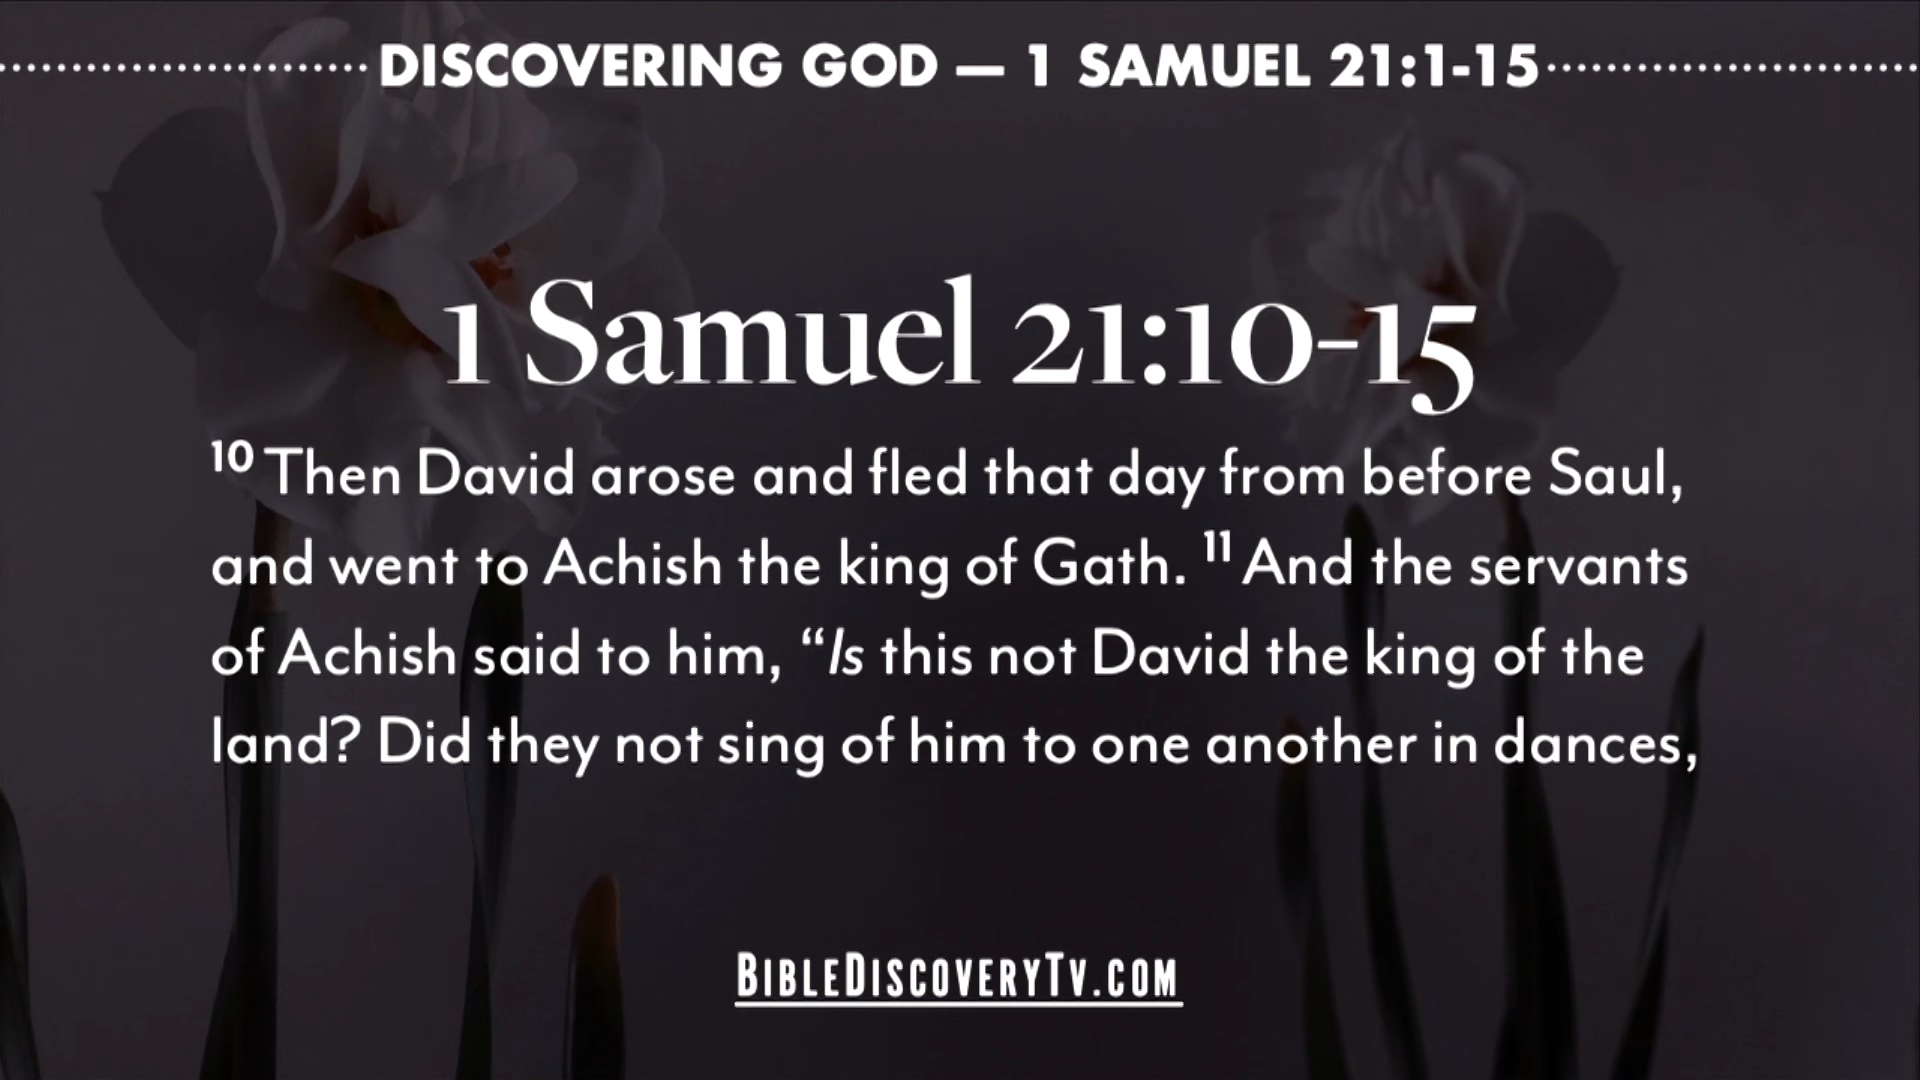 DISCOVERING GOD — 1 SAMUEL 21:1-15
1 Samuel 21:10-15
10 Then David arose and fled that day from before Saul,
and went to Achish the king of Gath. 11 And the servants
of Achish said to him, “Is this not David the king of the
land? Did they not sing of him to one another in dances,
BIBLEDISCOVERYTV.COM